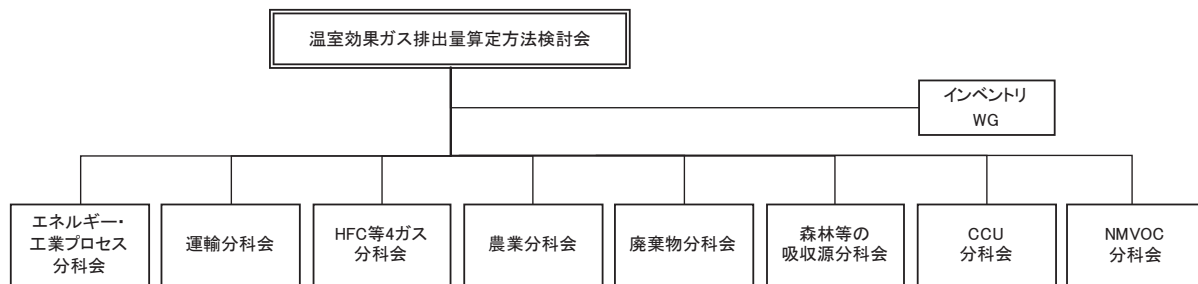 温室効果ガス排出量算定方法検討会
インベントリ
WG
エネルギー・
工業プロセス
分科会
運輸分科会
HFC等4ガス
分科会
農業分科会
廃棄物分科会
森林等の
吸収源分科会
CCU
分科会
NMVOC
分科会